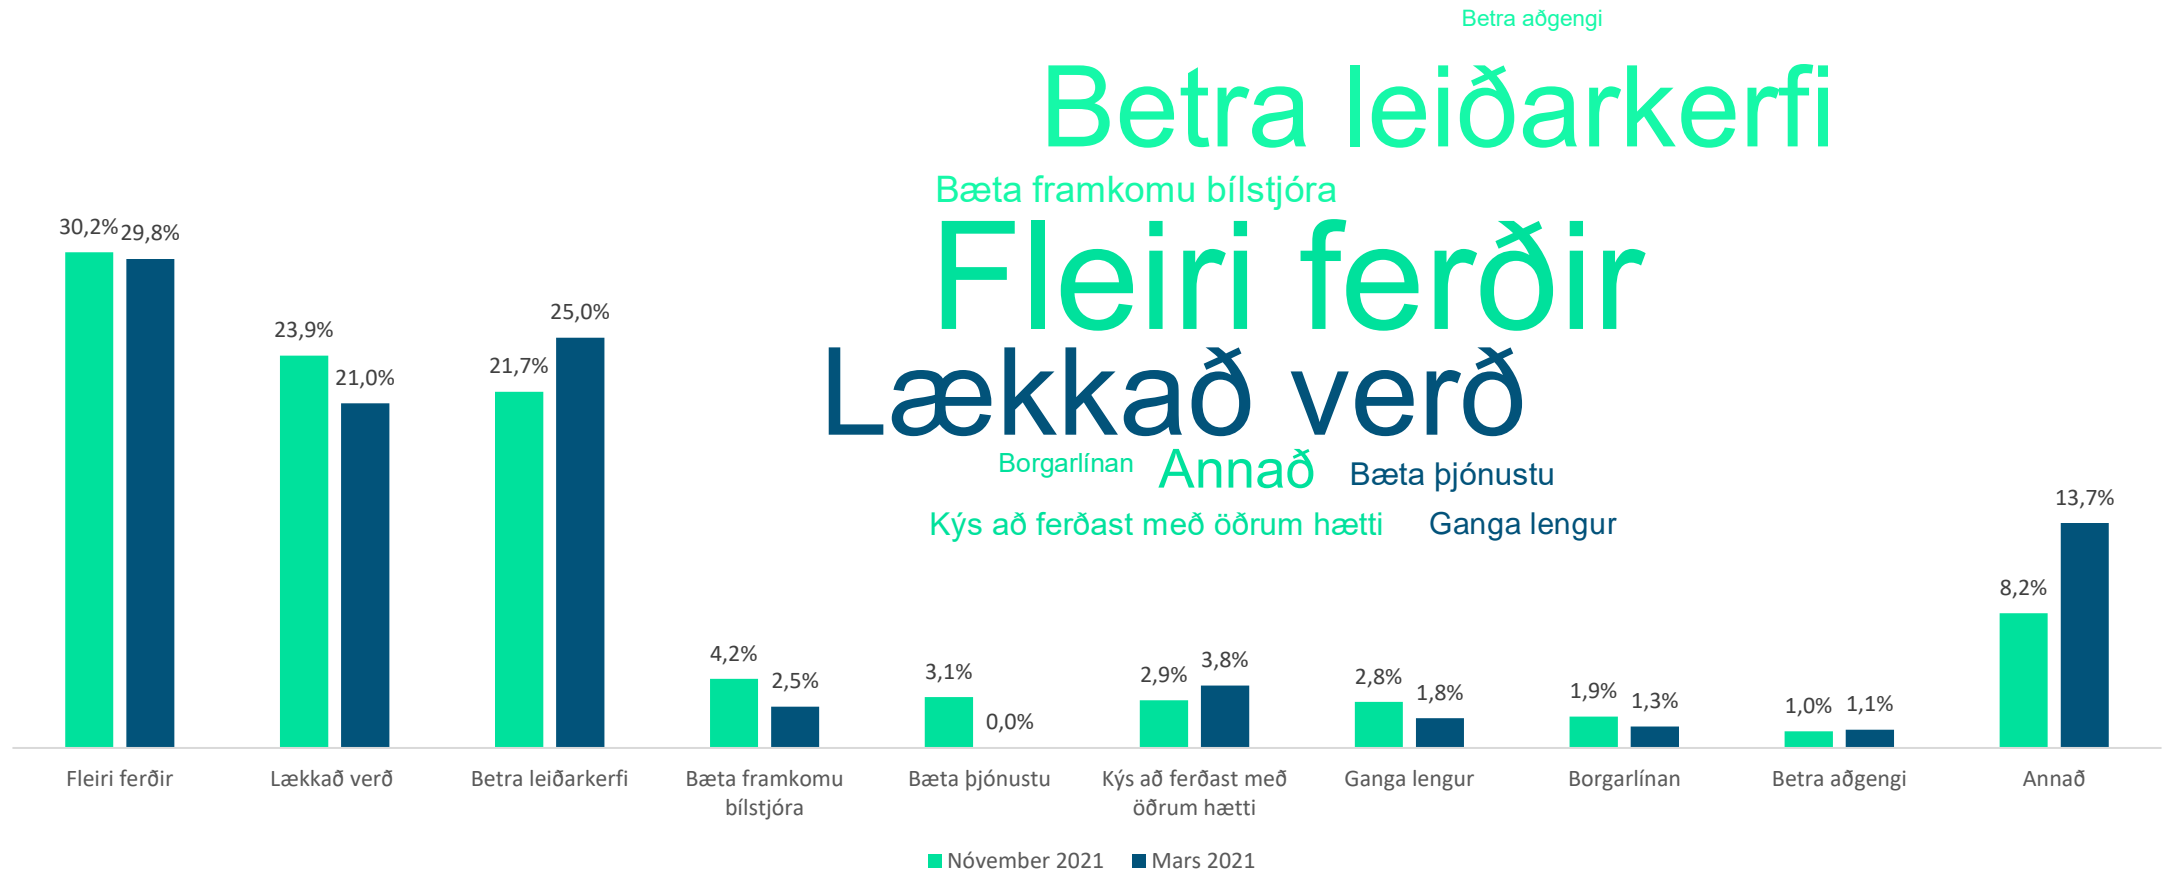 Betra aðgengi
Betra leiðarkerfi
Bæta framkomu bílstjóra
Fleiri ferðir
Lækkað verð
Borgarlínan Annað Bæta þjónustu
Kýs að ferðast með öðrum hætti Ganga lengur
30,2% 29,8%
23,9% 21,0%
21,7% 25,0%
4,2% 2,5%
3,1% 0,0%
2,9% 3,8%
2,8% 1,8%
1,9% 1,3%
1,0% 1,1%
8,2% 13,7%
Fleiri ferðir
Lækkað verð
Betra leiðarkerfi
Bæta framkomu
bílstjóra
Bæta þjónustu
Kýs að ferðast með
öðrum hætti
Ganga lengur
Borgarlínan
Betra aðgengi
Annað
Nóvember 2021 Mars 2021